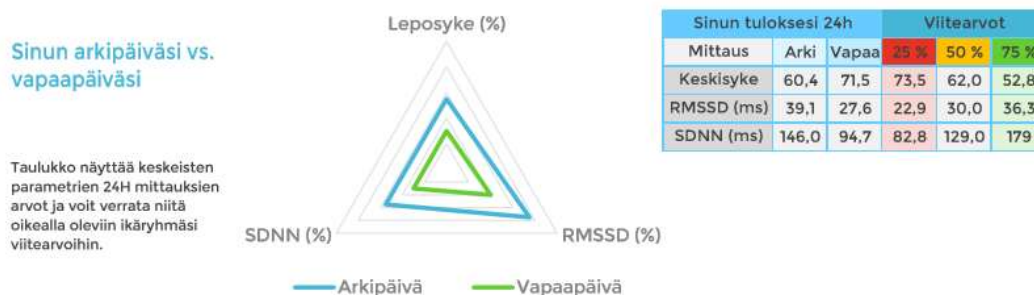 Sinun arkipäiväsi vs.
vapaapäiväsi
Taulukko näyttää keskeisten
parametrien 24H mittauksien
arvot ja voit verrata niitä
oikealla oleviin ikäryhmäsi
viitearvoihin.
Leposyke (%)
SDNN (%)
RMSSD (%)
Arkipäivä
Vapaapäivä
Sinun tuloksesi 24h Viitearvot
Mittaus Arki Vapaa 25 % 50 % 75 %
Keskisyke 60,4 71,5 73,5 62,0 52,8
RMSSD (ms) 39,1 27,6 22,9 30,0 36,3
SDNN (ms) 146,0 94,7 82,8 129,0 179